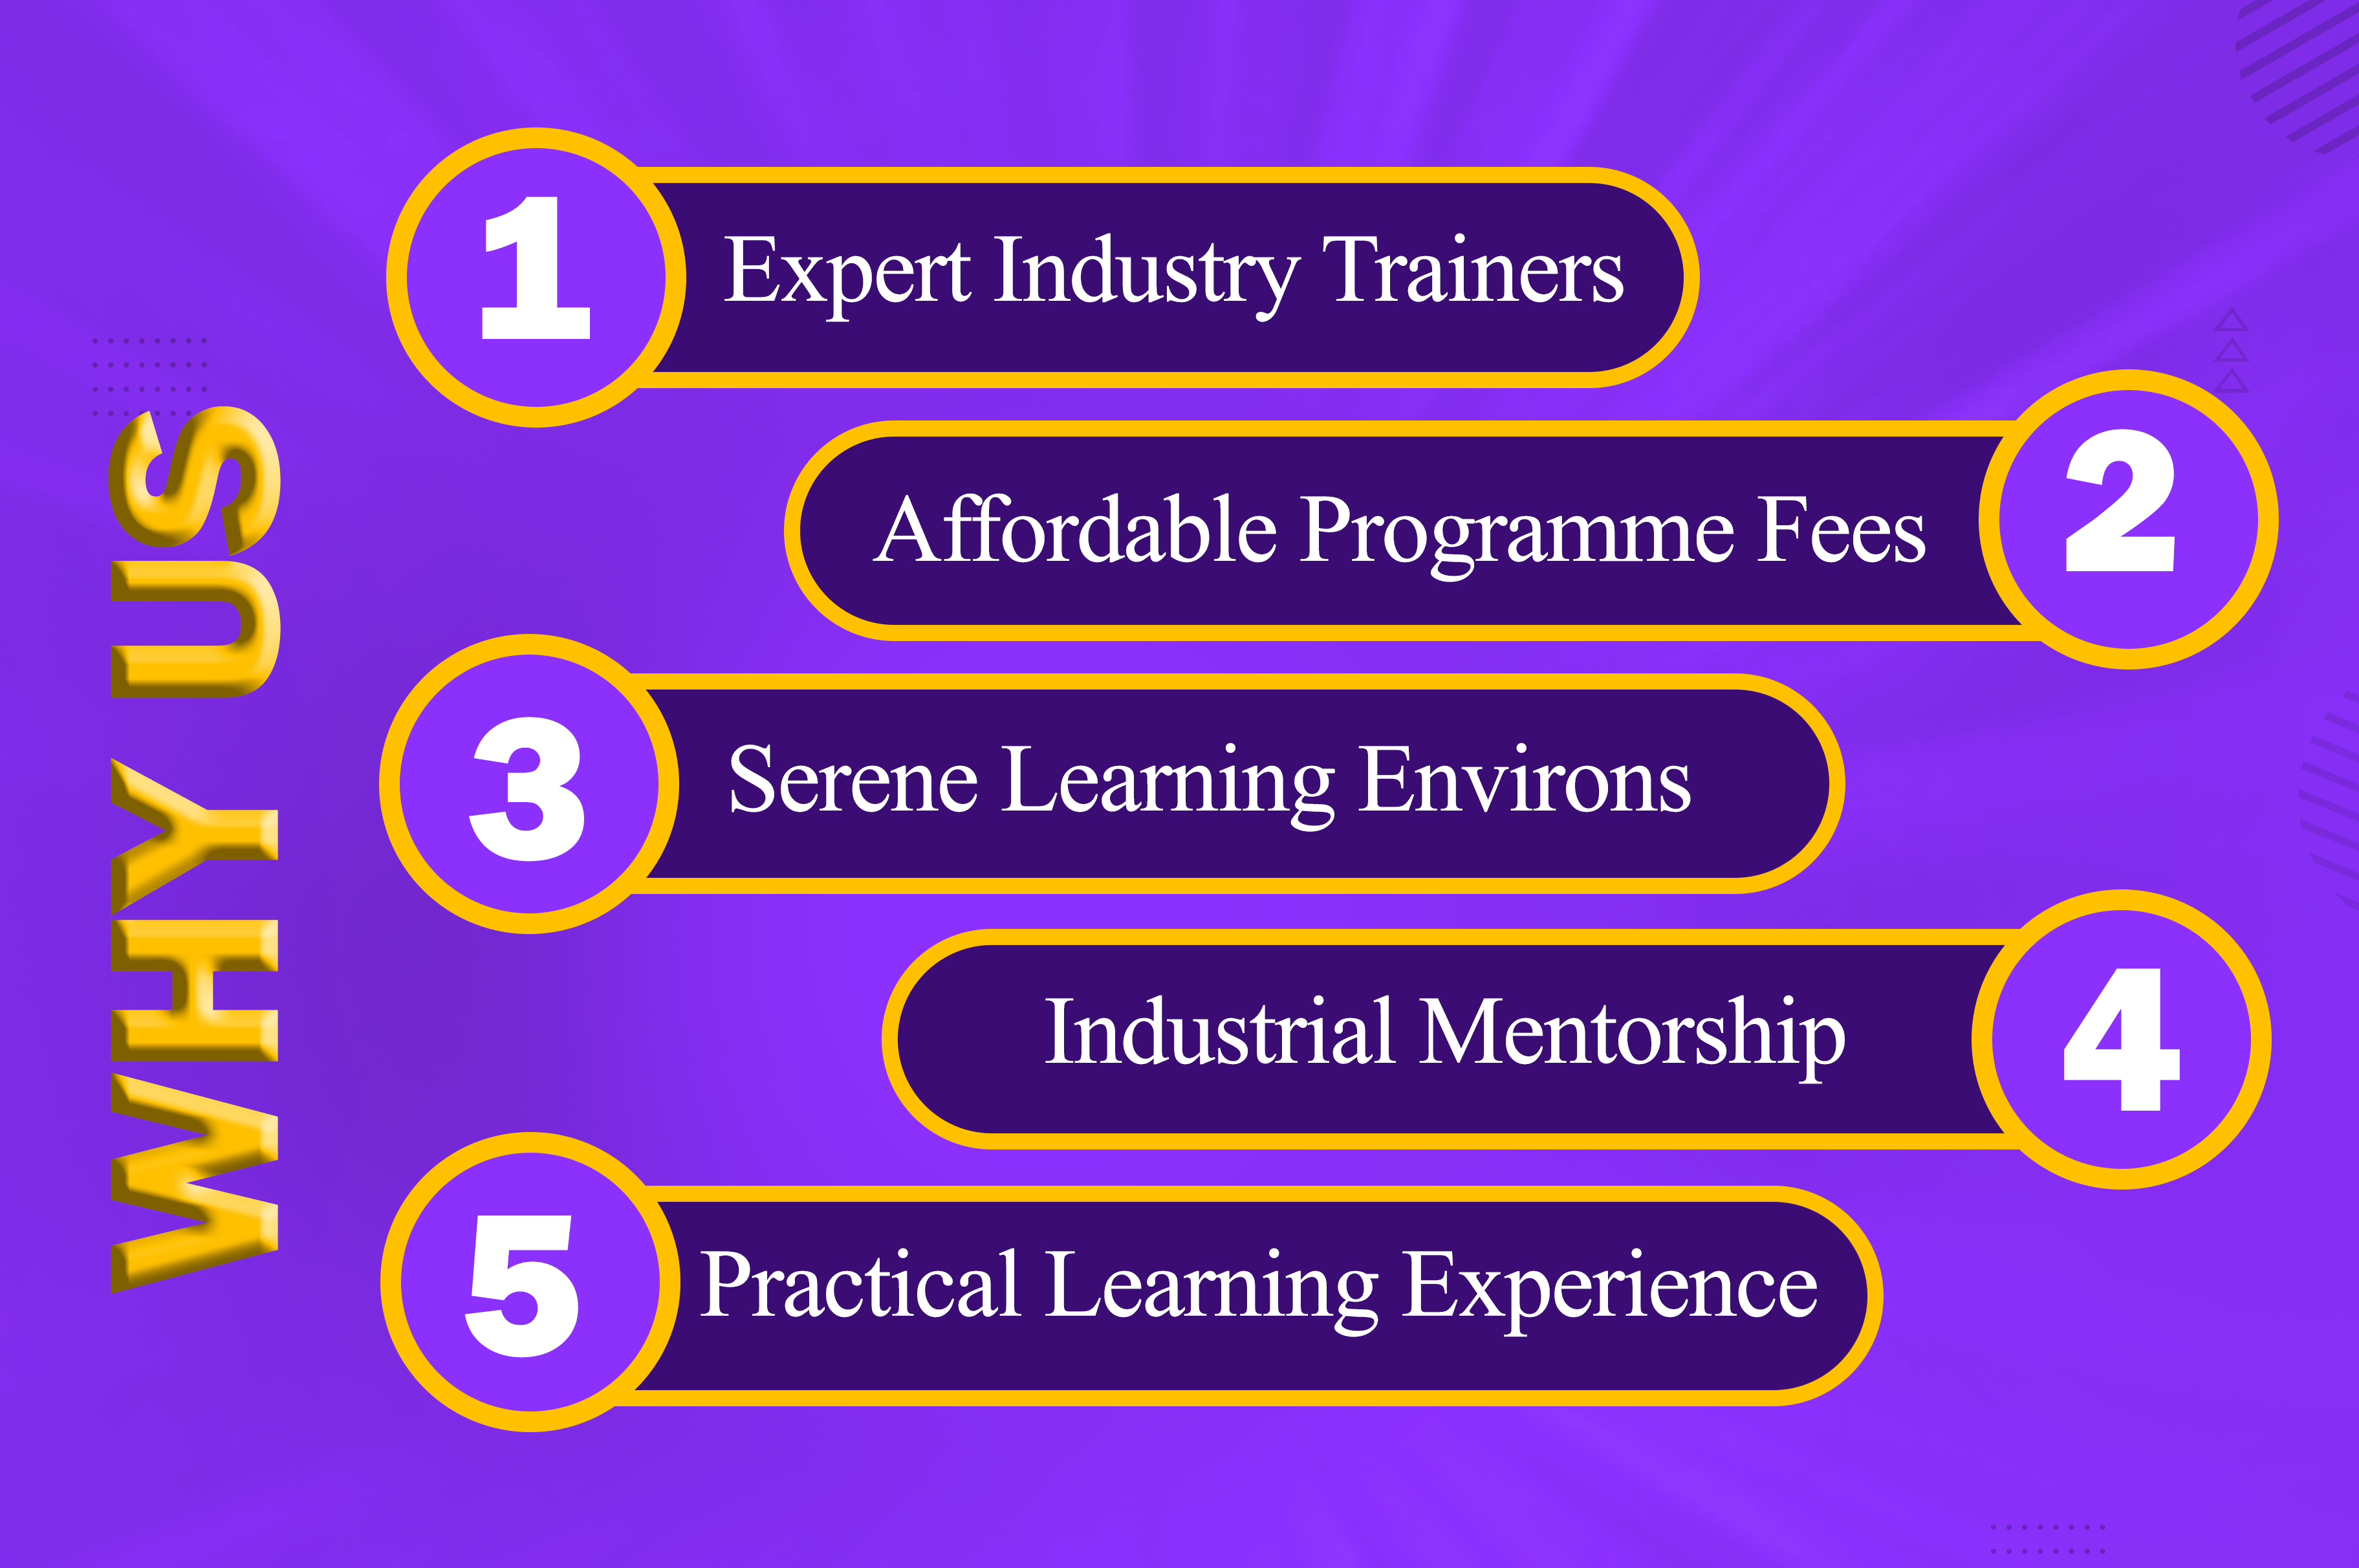 WHY US
1
Expert Industry Trainers
Affordable Programme Fees
2
3
Serene Learning Environs
Industrial Mentorship
4
5
Practical Learning Experience